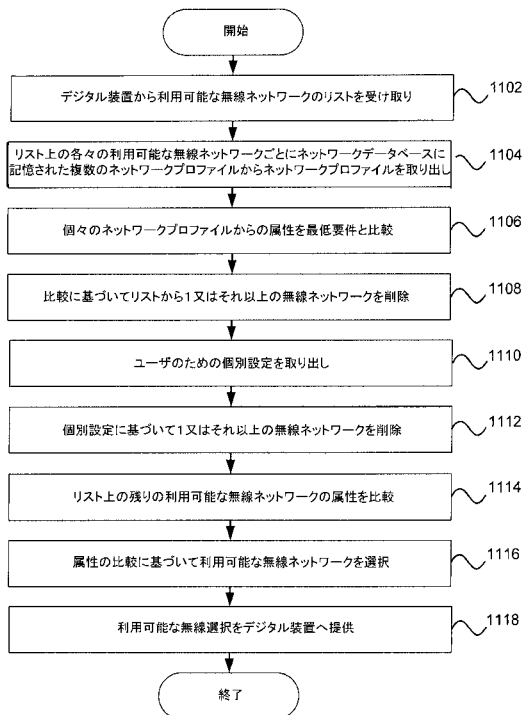 開始
デジタル装置から利用可能な無線ネットワークのリストを受け取り
1102
リスト上の各々の利用可能な無線ネットワークごとにネットワークデータベースに
記憶された複数のネットワークプロファイルからネットワークプロファイルを取り出し
1104
個々のネットワークプロファイルからの属性を最低要件と比較
1106
比較に基づいてリストから1又はそれ以上の無線ネットワークを削除
1108
ユーザのための個別設定を取り出し
1110
個別設定に基づいて1又はそれ以上の無線ネットワークを削除
1112
リスト上の残りの利用可能な無線ネットワークの属性を比較
1114
属性の比較に基づいて利用可能な無線ネットワークを選択
1116
利用可能な無線選択をデジタル装置へ提供
1118
終了